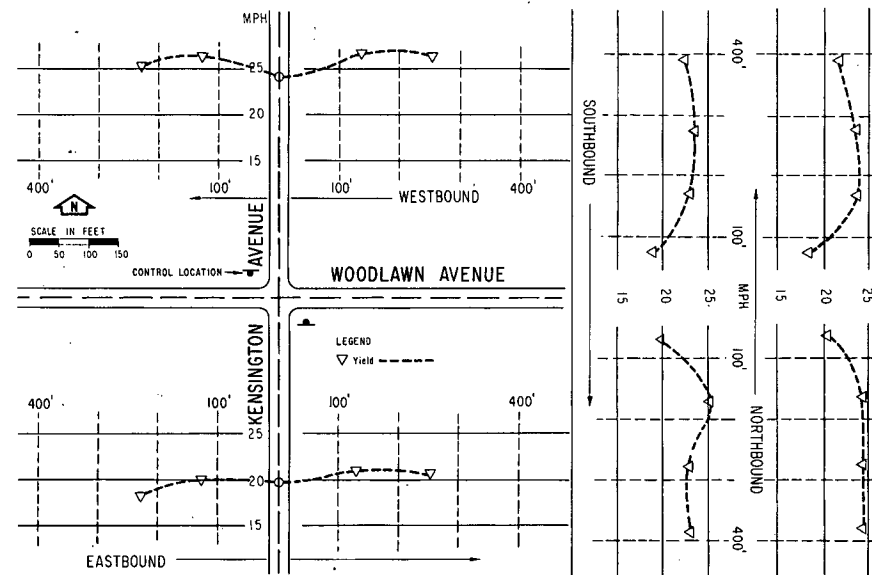 MPH
25
20
15
400' 100' 100' 400'
WESTBOUND
N
SCALE IN FEET
0 50 100 150
CONTROL LOCATION
AVENUE
WOODLAWN AVENUE
KENSINGTON
LEGEND
Yield
400' 100' 100' 400'
25
20
15
EASTBOUND
SOUTHBOUND
400'
100'
15 20 25 MPH 15 20 25
100'
400'
NORTHBOUND